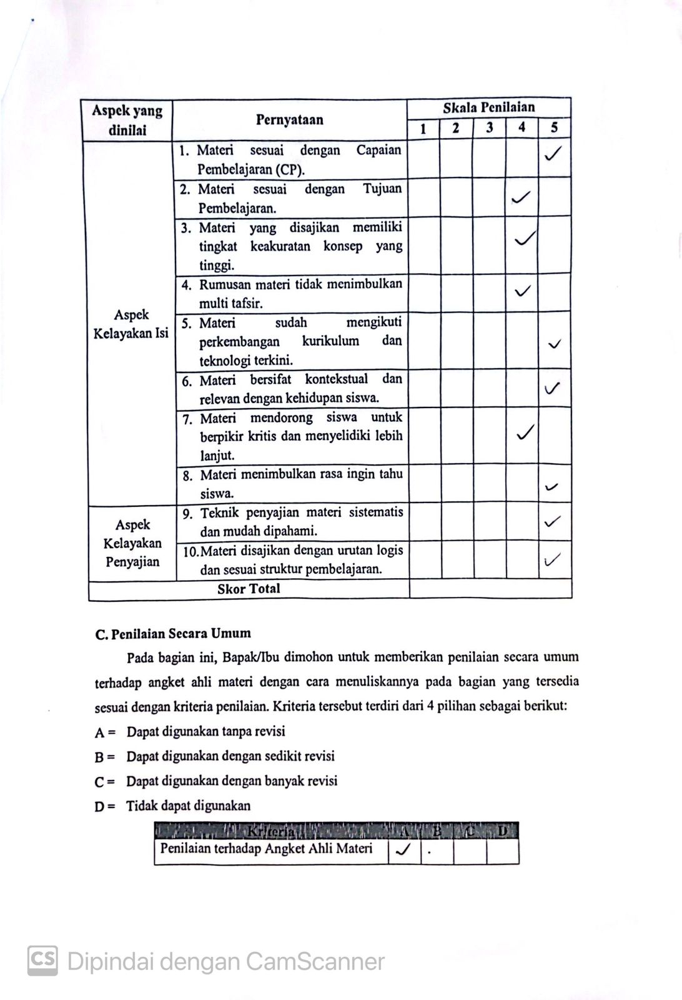 Aspek yang dinilai
Pernyataan
Skala Penilaian
1 2 3 4 5
Aspek
Kelayakan Isi
1. Materi sesuai dengan Capaian
Pembelajaran (CP).
✓
2. Materi sesuai dengan Tujuan
Pembelajaran.
✓
3. Materi yang disajikan memiliki
tingkat keakuratan konsep yang
tinggi.
✓
4. Rumusan materi tidak menimbulkan
multi tafsir.
✓
5. Materi sudah mengikuti
perkembangan kurikulum dan
teknologi terkini.
✓
6. Materi bersifat kontekstual dan
relevan dengan kehidupan siswa.
✓
7. Materi mendorong siswa untuk
berpikir kritis dan menyelidiki lebih
lanjut.
✓
8. Materi menimbulkan rasa ingin tahu
siswa.
✓
Aspek
Kelayakan
Penyajian
9. Teknik penyajian materi sistematis
dan mudah dipahami.
✓
10. Materi disajikan dengan urutan logis
dan sesuai struktur pembelajaran.
✓
Skor Total
C. Penilaian Secara Umum
Pada bagian ini, Bapak/Ibu dimohon untuk memberikan penilaian secara umum
terhadap angket ahli materi dengan cara menuliskannya pada bagian yang tersedia
sesuai dengan kriteria penilaian. Kriteria tersebut terdiri dari 4 pilihan sebagai berikut:
A = Dapat digunakan tanpa revisi
B = Dapat digunakan dengan sedikit revisi
C = Dapat digunakan dengan banyak revisi
D = Tidak dapat digunakan
Kriteria A B C D
Penilaian terhadap Angket Ahli Materi ✓
CS Dipindai dengan CamScanner